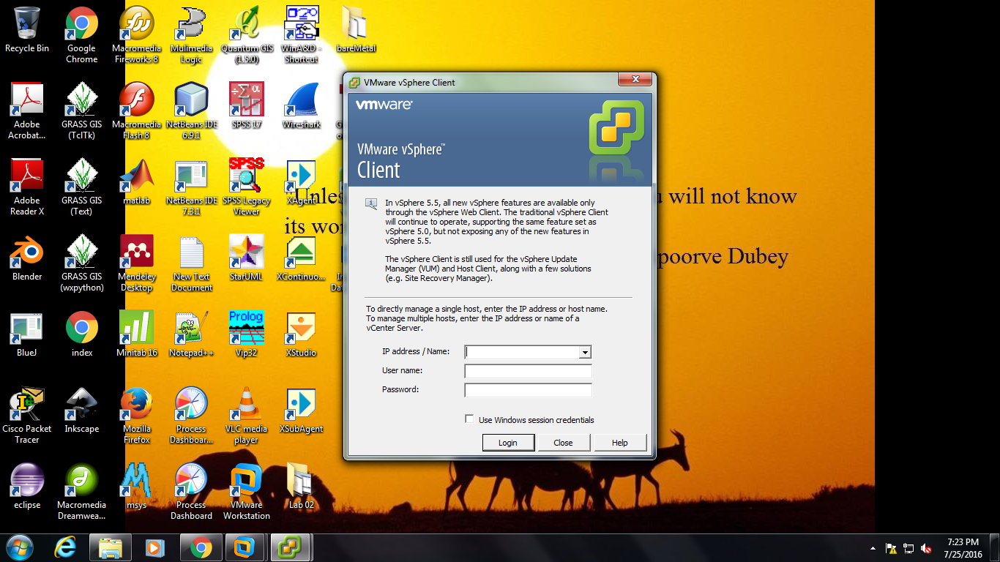 Recycle Bin
Google
Chrome
Macromedia
Fireworks 8
Mulimedia
Logic
Quantum GIS
(1.5.0)
WinA&D -
Shortcut
bareMetal
Adobe
Acrobat...
GRASS GIS
(TclTk)
Macromedia
Flash 8
NetBeans IDE
6.9.1
SPSS 17
Wireshark
Adobe
Reader X
GRASS GIS
(Text)
matlab
NetBeans IDE
7.3.1
SPSS
SPSS Legacy
Viewer
XAgent
Blender
GRASS GIS
(wxpython)
Mendeley
Desktop
New Text
Document
StarUML
XContinuo...
BlueJ
index
Minitab 16
Notepad++
Prolog
Vip32
XStudio
Cisco Packet
Tracer
Inkscape
Mozilla
Firefox
Process
Dashboar...
VLC media
player
XSubAgent
eclipse
Macromedia
Dreamwea...
msys
Process
Dashboard
VMware
Workstation
Lab 02
will not know
its
Dubey
VMware vSphere Client
vmware
VMware vSphere™
Client
In vSphere 5.5, all new vSphere features are available only
through the vSphere Web Client. The traditional vSphere Client
will continue to operate, supporting the same feature set as
vSphere 5.0, but not exposing any of the new features in
vSphere 5.5.
The vSphere Client is still used for the vSphere Update
Manager (VUM) and Host Client, along with a few solutions
(e.g. Site Recovery Manager).
To directly manage a single host, enter the IP address or host name.
To manage multiple hosts, enter the IP address or name of a
vCenter Server.
IP address / Name:
User name:
Password:
Use Windows session credentials
Login
Close
Help
7:23 PM
7/25/2016